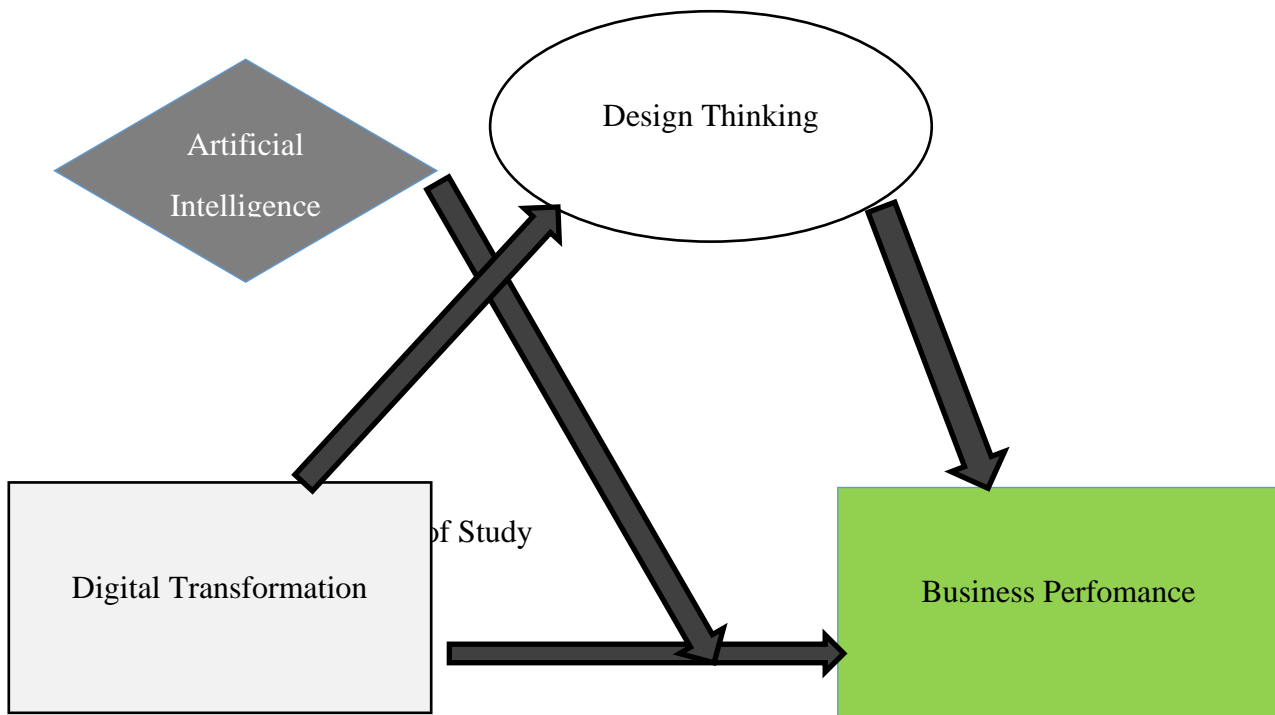 Design Thinking
Artificial
Intelligence
of Study
Digital Transformation
Business Perfomance